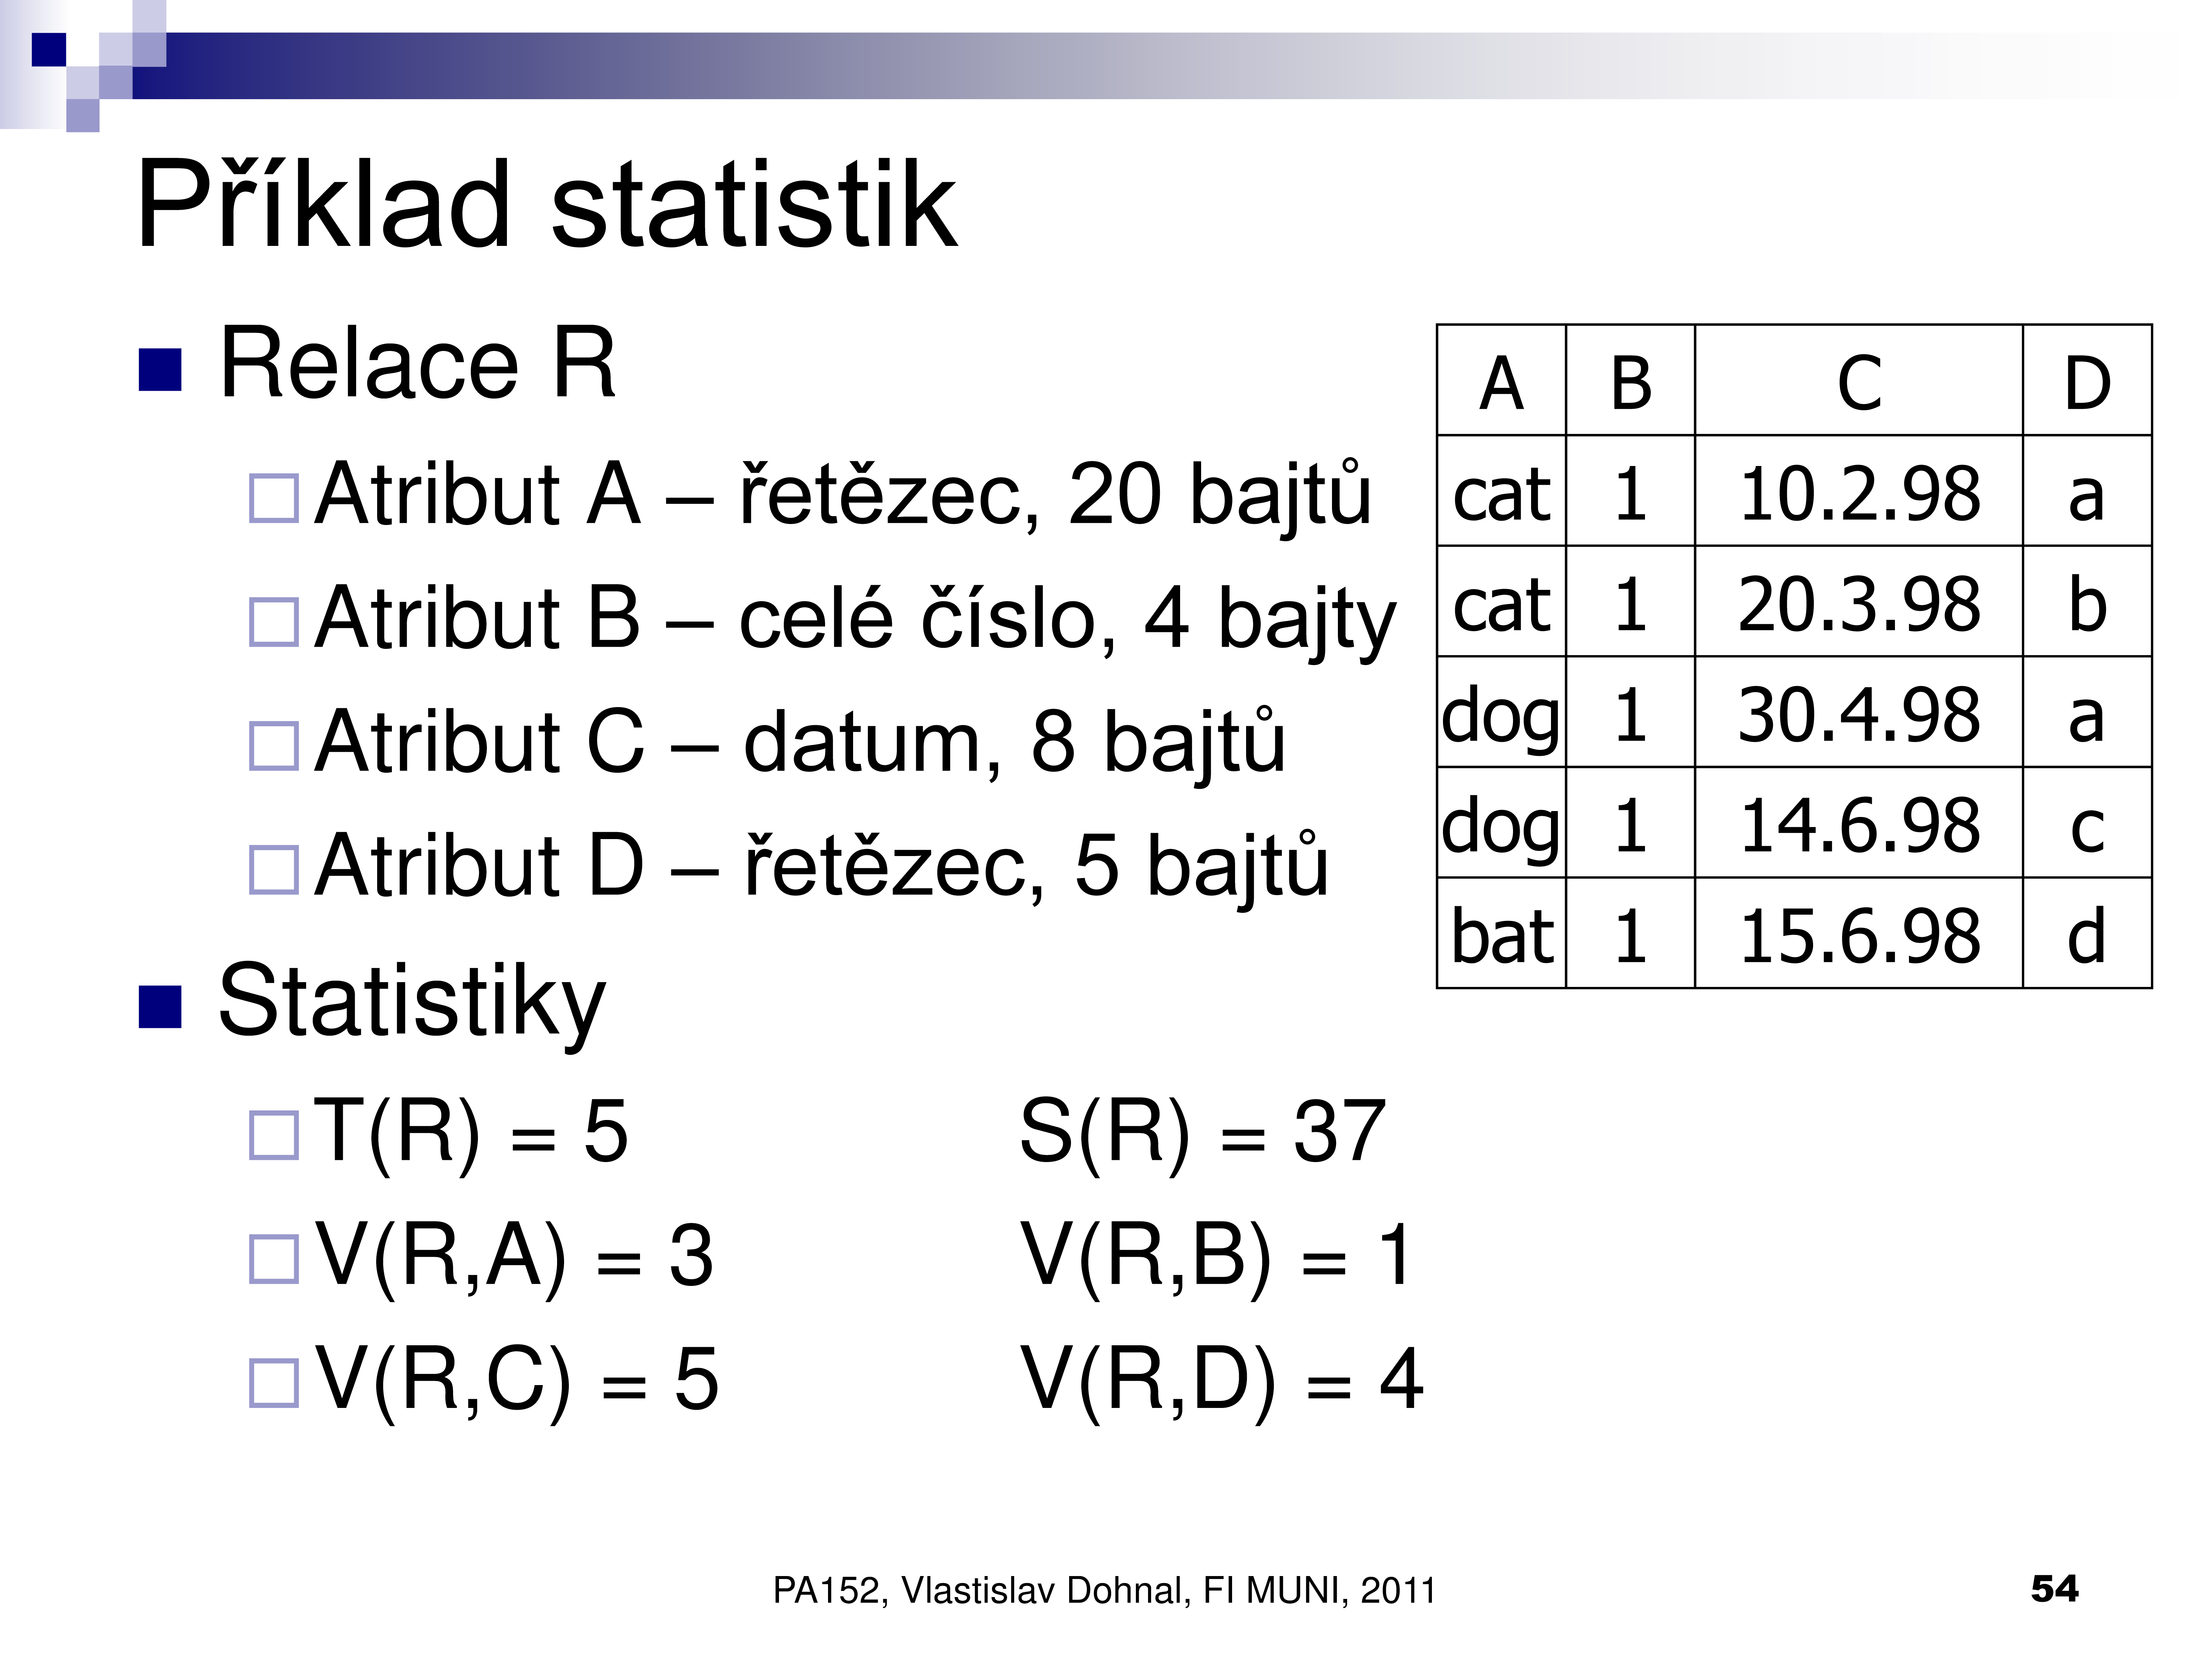 Příklad statistik
Relace R
Atribut A – řetězec, 20 bajtů
Atribut B – celé číslo, 4 bajty
Atribut C – datum, 8 bajtů
Atribut D – řetězec, 5 bajtů
A B C D
cat 1 10.2.98 a
cat 1 20.3.98 b
dog 1 30.4.98 a
dog 1 14.6.98 c
bat 1 15.6.98 d
Statistiky
T(R) = 5 S(R) = 37
V(R,A) = 3 V(R,B) = 1
V(R,C) = 5 V(R,D) = 4
PA152, Vlastislav Dohnal, FI MUNI, 2011 54